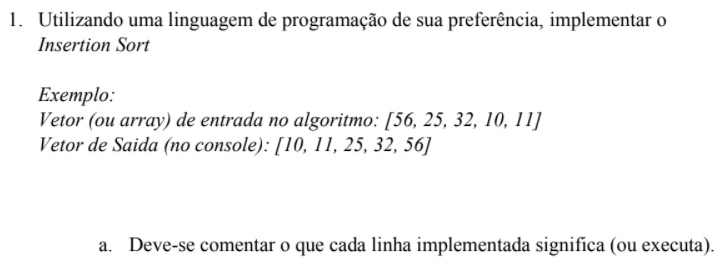 1. Utilizando uma linguagem de programação de sua preferência, implementar o
Insertion Sort
Exemplo:
Vetor (ou array) de entrada no algoritmo: [56, 25, 32, 10, 11]
Vetor de Saida (no console): [10, 11, 25, 32, 56]
a. Deve-se comentar o que cada linha implementada significa (ou executa).